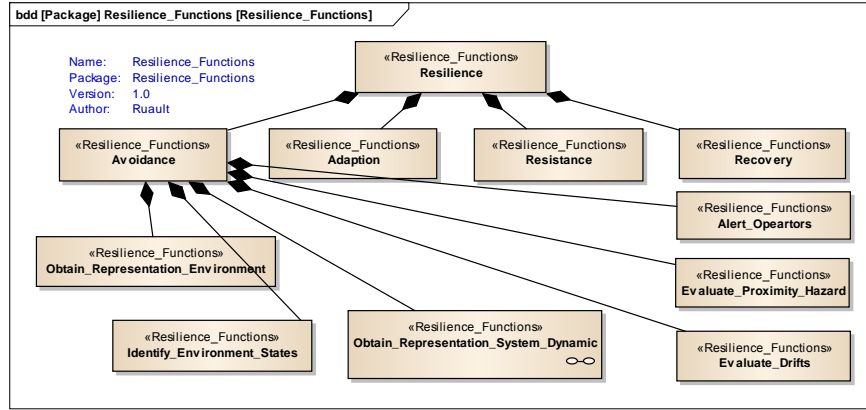 bdd [Package] Resilience_Functions [Resilience_Functions]
Name: Resilience_Functions
Package: Resilience_Functions
Version: 1.0
Author: Ruault
«Resilience_Functions»
Resilience
«Resilience_Functions»
Avoidance
«Resilience_Functions»
Adaption
«Resilience_Functions»
Resistance
«Resilience_Functions»
Recovery
«Resilience_Functions»
Alert_Opeartors
«Resilience_Functions»
Obtain_Representation_Environment
«Resilience_Functions»
Evaluate_Proximity_Hazard
«Resilience_Functions»
Identify_Environment_States
«Resilience_Functions»
Obtain_Representation_System_Dynamic
«Resilience_Functions»
Evaluate_Drifts